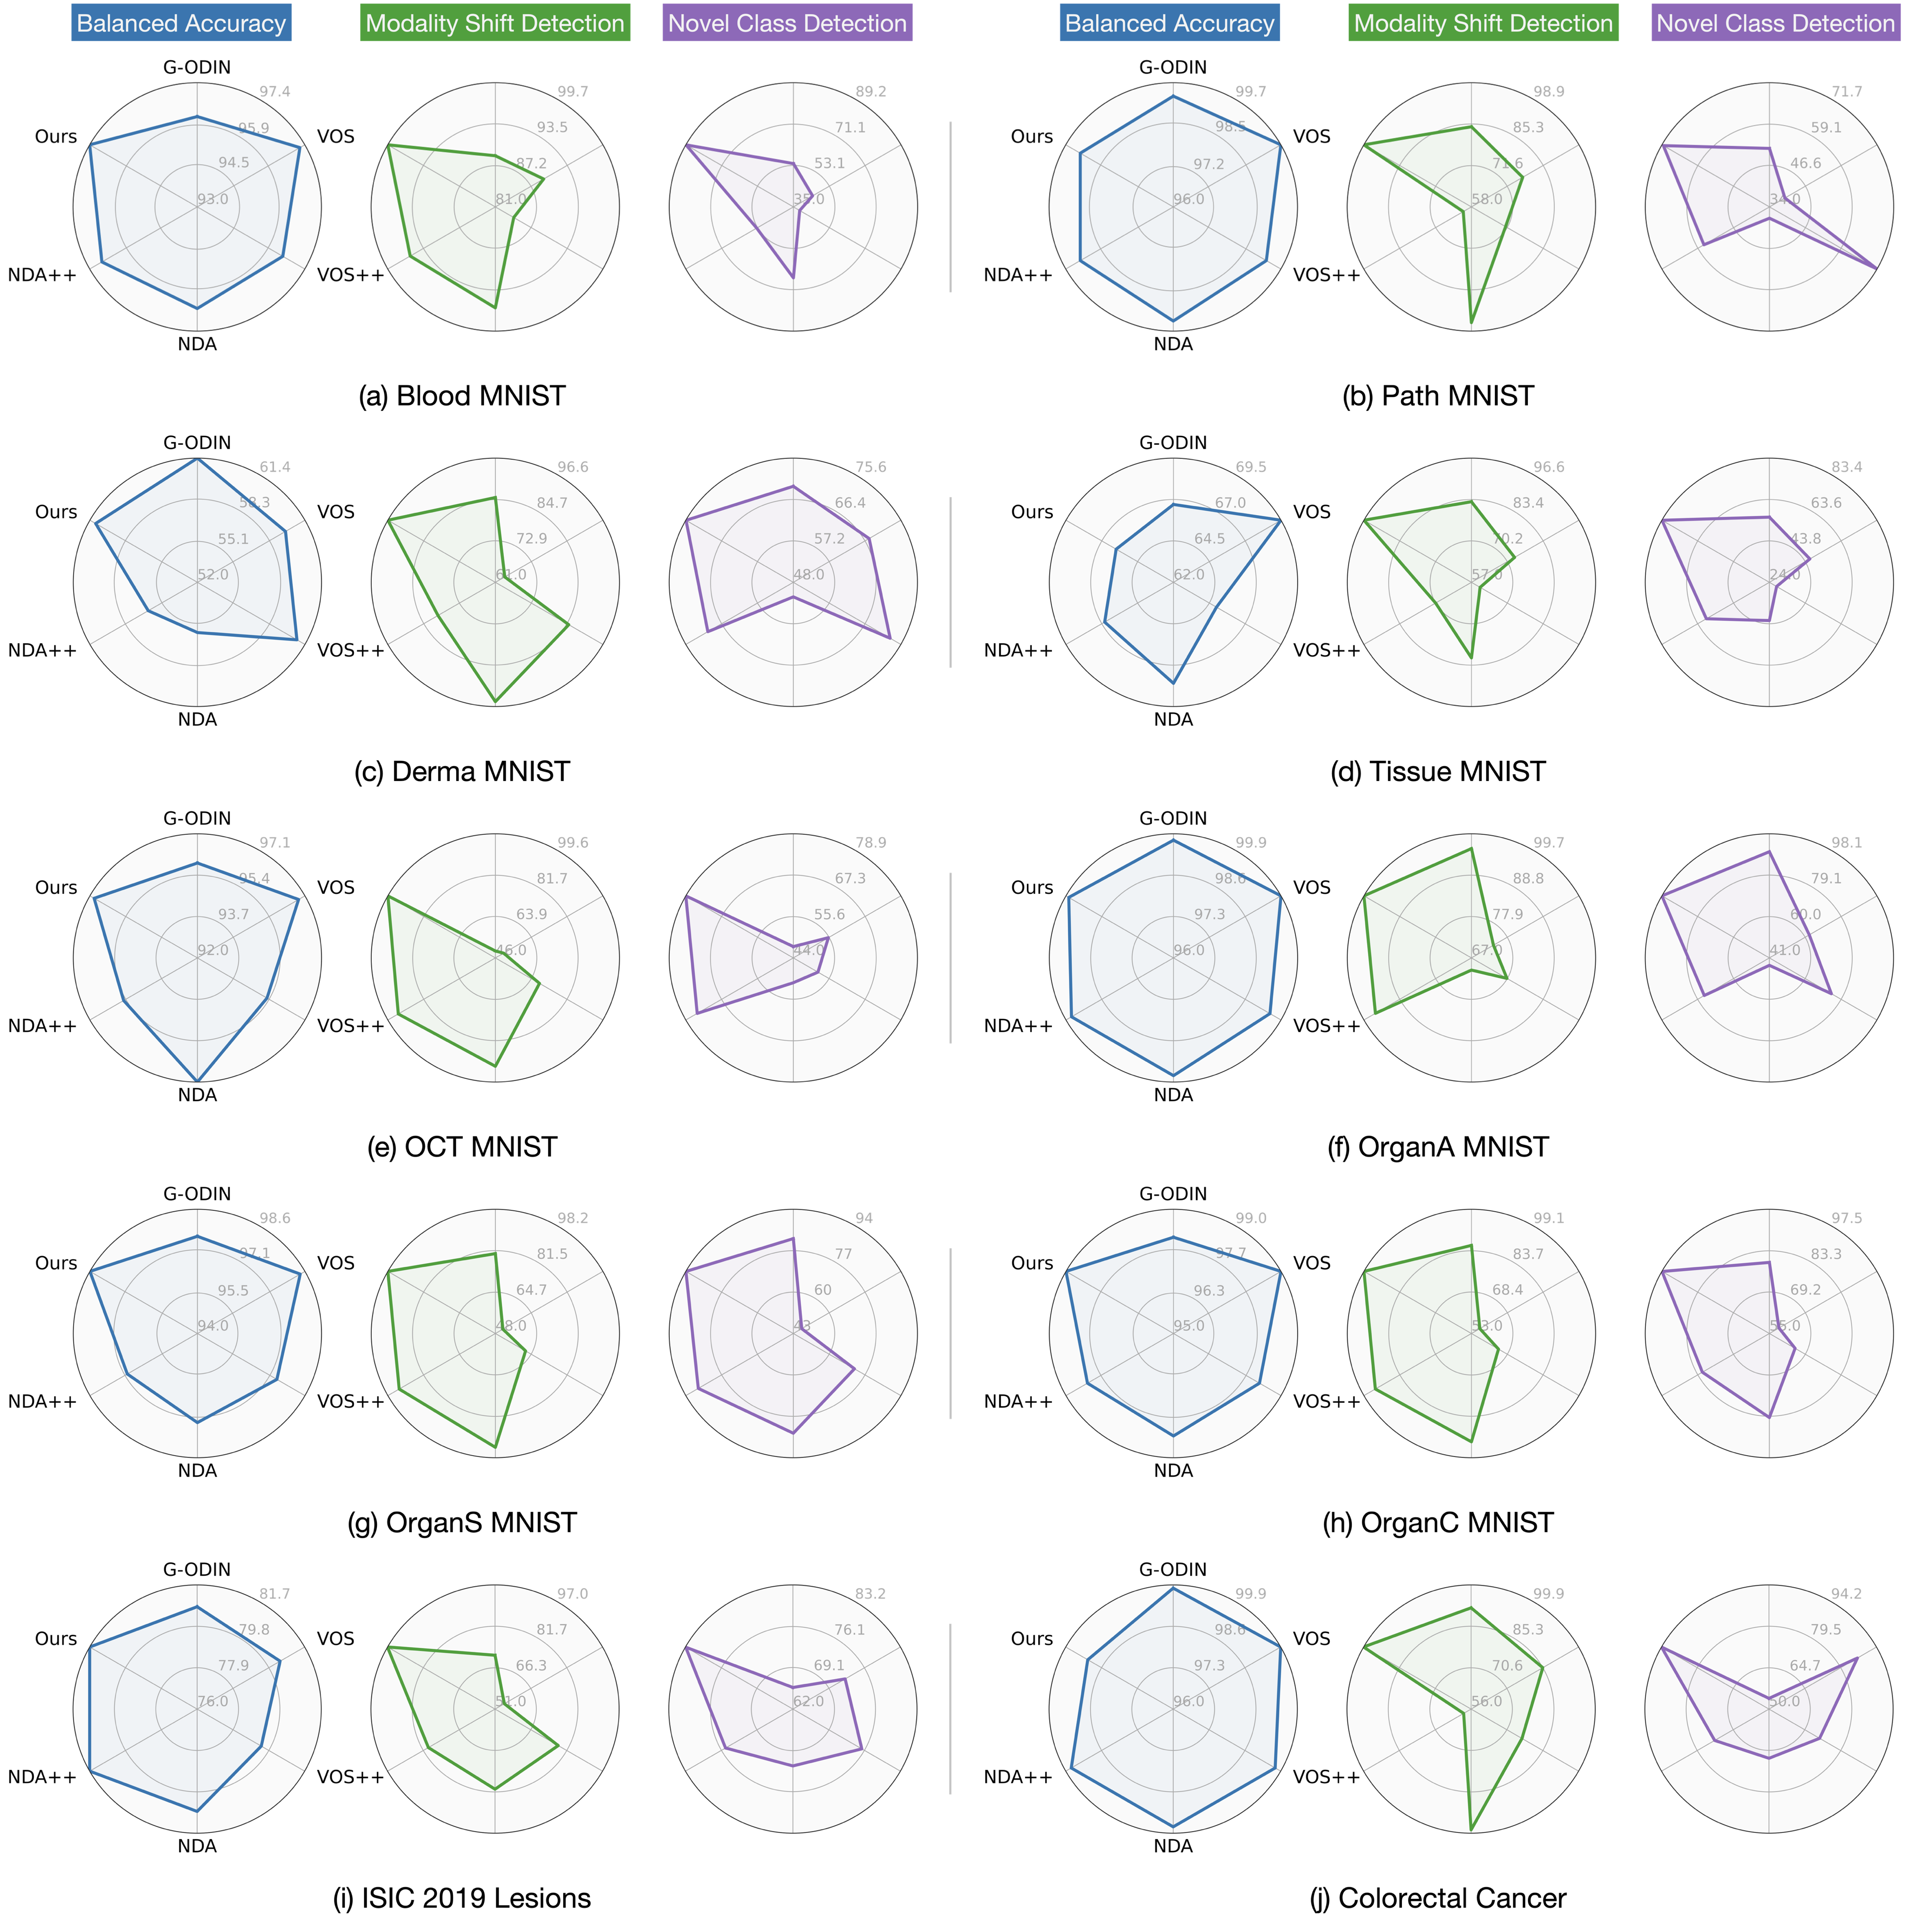 Balanced Accuracy Modality Shift Detection Novel Class Detection Balanced Accuracy Modality Shift Detection Novel Class Detection
G-ODIN G-ODIN
97.4 99.7 89.2 99.7 98.9 71.7
95.9 93.5 71.1 98.5 85.3 59.1
Ours VOS Ours VOS
94.5 87.2 53.1 97.2 71.6 46.6
93.0 81.0 35.0 96.0 58.0 34.0
NDA++ VOS++ NDA++ VOS++
NDA NDA
(a) Blood MNIST (b) Path MNIST
G-ODIN G-ODIN
61.4 96.6 75.6 69.5 96.6 83.4
58.3 84.7 66.4 67.0 83.4 63.6
Ours VOS Ours VOS
55.1 72.9 57.2 64.5 70.2 43.8
52.0 61.0 48.0 62.0 57.0 24.0
NDA++ VOS++ NDA++ VOS++
NDA NDA
(c) Derma MNIST (d) Tissue MNIST
G-ODIN G-ODIN
97.1 99.6 78.9 99.9 99.7 98.1
95.4 81.7 67.3 98.6 88.8 79.1
Ours VOS Ours VOS
93.7 63.9 55.6 97.3 77.9 60.0
92.0 46.0 44.0 96.0 67.0 41.0
NDA++ VOS++ NDA++ VOS++
NDA NDA
(e) OCT MNIST (f) OrganA MNIST
G-ODIN G-ODIN
98.6 98.2 94 99.0 99.1 97.5
97.1 81.5 77 97.7 83.7 83.3
Ours VOS Ours VOS
95.5 64.7 60 96.3 68.4 69.2
94.0 48.0 43 95.0 53.0 55.0
NDA++ VOS++ NDA++ VOS++
NDA NDA
(g) OrganS MNIST (h) OrganC MNIST
G-ODIN G-ODIN
81.7 97.0 83.2 99.9 99.9 94.2
79.8 81.7 76.1 98.6 85.3 79.5
Ours VOS Ours VOS
77.9 66.3 69.1 97.3 70.6 64.7
76.0 51.0 62.0 96.0 56.0 50.0
NDA++ VOS++ NDA++ VOS++
NDA NDA
(i) ISIC 2019 Lesions (j) Colorectal Cancer